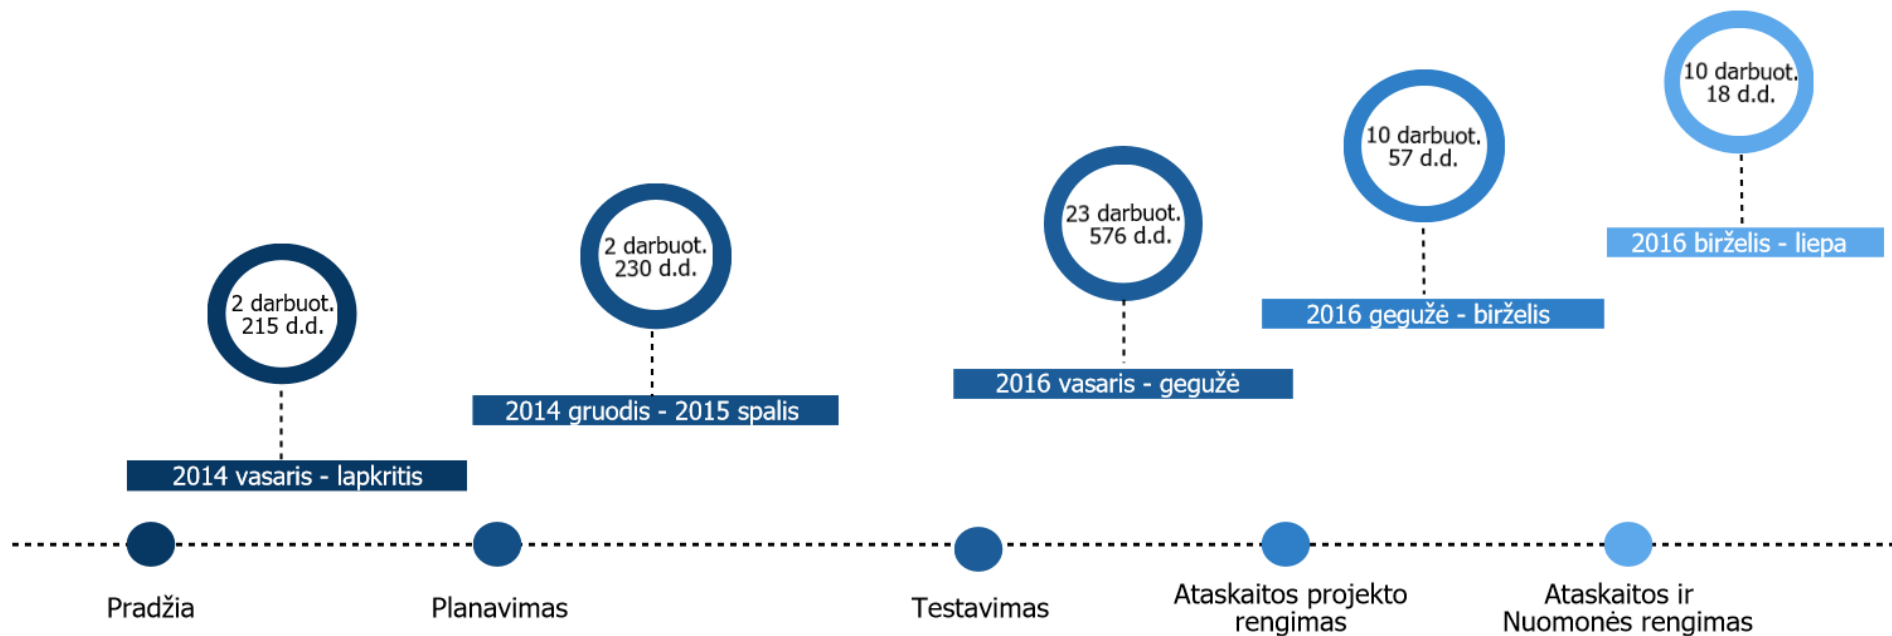 2 darbuot.
215 d.d.
2014 vasaris - lapkritis
Pradžia
2 darbuot.
230 d.d.
2014 gruodis - 2015 spalis
Planavimas
23 darbuot.
576 d.d.
2016 vasaris - gegužė
Testavimas
10 darbuot.
57 d.d.
2016 gegužė - birželis
Ataskaitos projekto
rengimas
10 darbuot.
18 d.d.
2016 birželis - liepa
Ataskaitos ir
Nuomonės rengimas